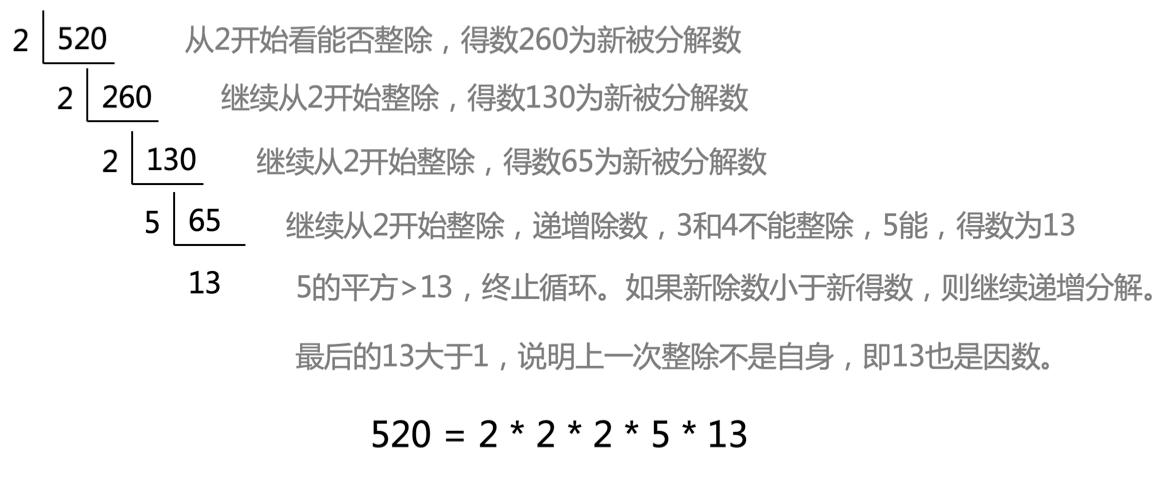 2 520 从2开始看能否整除，得数260为新被分解数
2 260 继续从2开始整除，得数130为新被分解数
2 130 继续从2开始整除，得数65为新被分解数
5 65 继续从2开始整除，递增除数，3和4不能整除，5能，得数为13
13 5的平方>13，终止循环。如果新除数小于新得数，则继续递增分解。
最后的13大于1，说明上一次整除不是自身，即13也是因数。
520 = 2 * 2 * 2 * 5 * 13